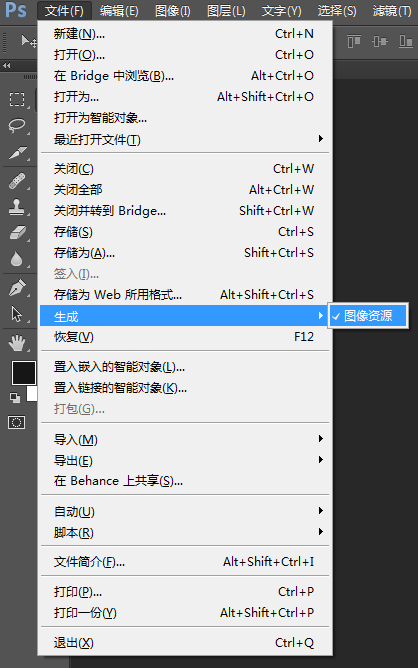 Ps 文件(F) 编辑(E) 图像(I) 图层(L) 文字(Y) 选择(S) 滤镜(T)
新建(N)... Ctrl+N
打开(O)... Ctrl+O
在 Bridge 中浏览(B)... Alt+Ctrl+O
打开为... Alt+Shift+Ctrl+O
打开为智能对象...
最近打开文件(T)
关闭(C) Ctrl+W
关闭全部 Alt+Ctrl+W
关闭并转到 Bridge... Shift+Ctrl+W
存储(S) Ctrl+S
存储为(A)... Shift+Ctrl+S
签入(I)...
存储为 Web 所用格式... Alt+Shift+Ctrl+S
生成 图像资源
恢复(V) F12
置入嵌入的智能对象(L)...
置入链接的智能对象(K)...
打包(G)...
导入(M)
导出(E)
在 Behance 上共享(S)...
自动(U)
脚本(R)
文件简介(F)... Alt+Shift+Ctrl+I
打印(P)... Ctrl+P
打印一份(Y) Alt+Shift+Ctrl+P
退出(X) Ctrl+Q